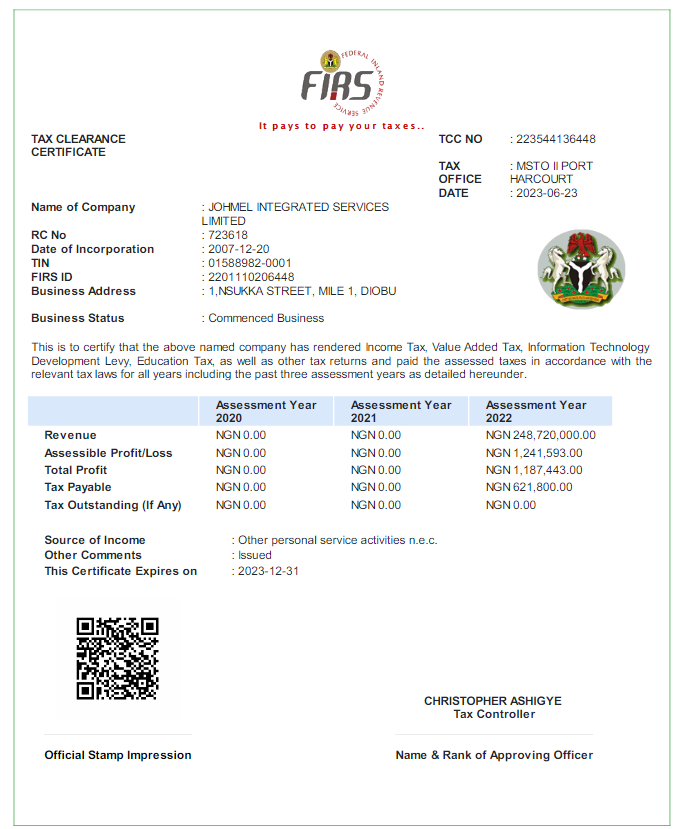 FEDERAL INLAND REVENUE SERVICE
FIRS
It pays to pay your taxes..
TAX CLEARANCE
CERTIFICATE
TCC NO : 223544136448
TAX OFFICE : MSTO II PORT HARCOURT
DATE : 2023-06-23
Name of Company : JOHMEL INTEGRATED SERVICES
LIMITED
RC No : 723618
Date of Incorporation : 2007-12-20
TIN : 01588982-0001
FIRS ID : 2201110206448
Business Address : 1,NSUKKA STREET, MILE 1, DIOBU
Business Status : Commenced Business
This is to certify that the above named company has rendered Income Tax, Value Added Tax, Information Technology
Development Levy, Education Tax, as well as other tax returns and paid the assessed taxes in accordance with the
relevant tax laws for all years including the past three assessment years as detailed hereunder.
Assessment Year 2020 Assessment Year 2021 Assessment Year 2022
Revenue NGN 0.00 NGN 0.00 NGN 248,720,000.00
Assessible Profit/Loss NGN 0.00 NGN 0.00 NGN 1,241,593.00
Total Profit NGN 0.00 NGN 0.00 NGN 1,187,443.00
Tax Payable NGN 0.00 NGN 0.00 NGN 621,800.00
Tax Outstanding (If Any) NGN 0.00 NGN 0.00 NGN 0.00
Source of Income : Other personal service activities n.e.c.
Other Comments : Issued
This Certificate Expires on : 2023-12-31
CHRISTOPHER ASHIGYE
Tax Controller
Official Stamp Impression Name & Rank of Approving Officer